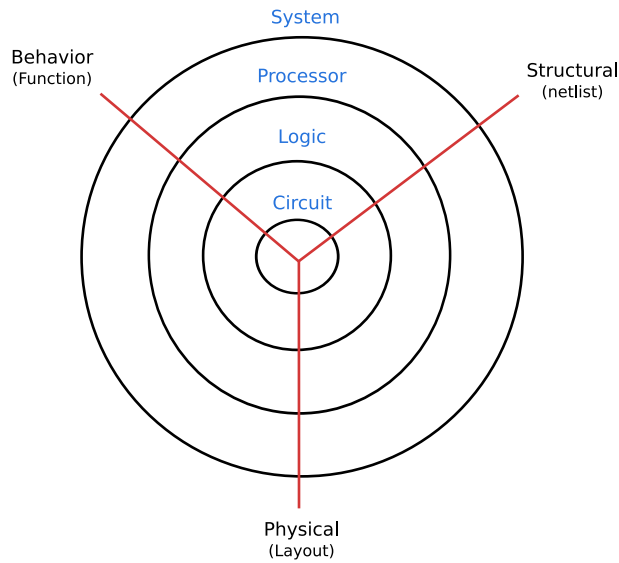 System
Behavior
(Function)
Processor
Structural
(netlist)
Logic
Circuit
Physical
(Layout)